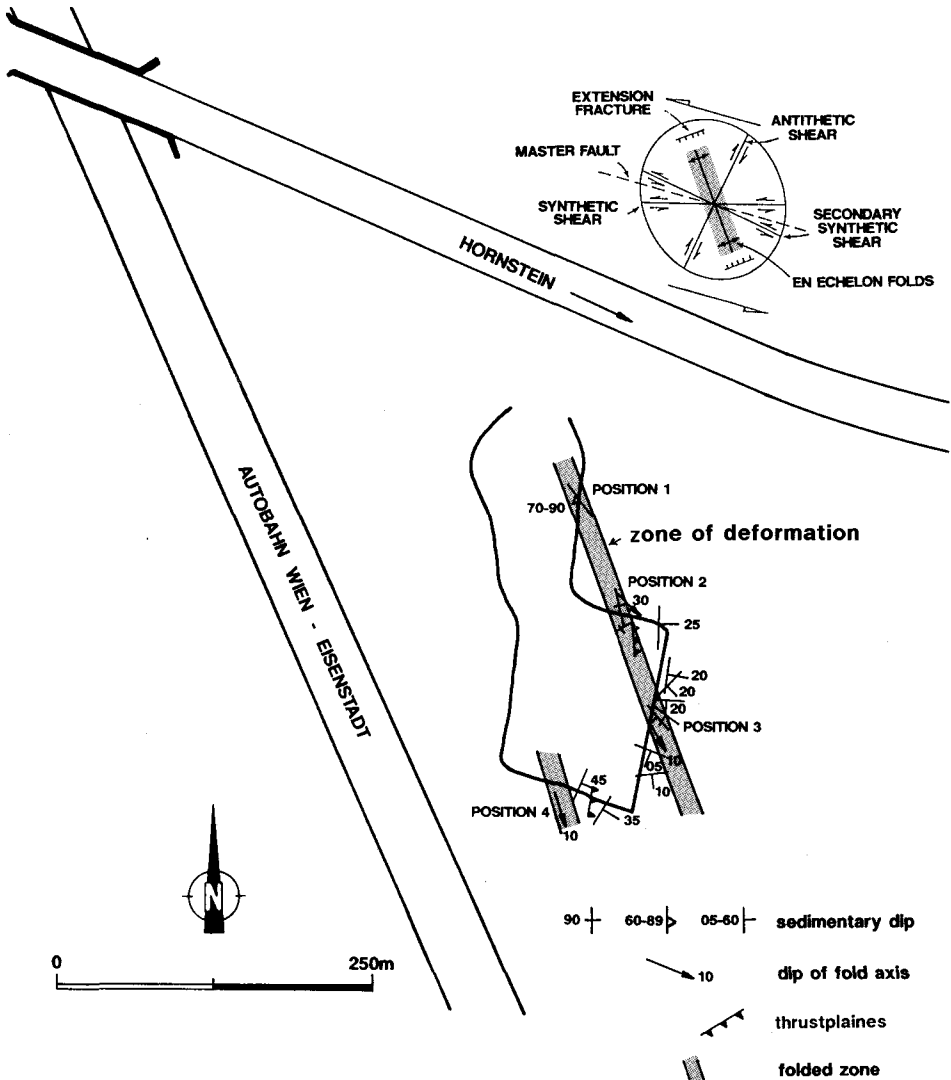 EXTENSION
FRACTURE
ANTITHETIC
SHEAR
MASTER FAULT
SYNTHETIC
SHEAR
SECONDARY
SYNTHETIC
SHEAR
EN ECHELON FOLDS
HORNSTEIN
AUTOBAHN WIEN - EISENSTADT
POSITION 1
70-90
zone of deformation
POSITION 2
30
25
20
20
20
POSITION 3
10
05
10
45
POSITION 4
35
10
N
0
250m
90
60-89
05-60
sedimentary dip
10
dip of fold axis
thrustplaines
folded zone